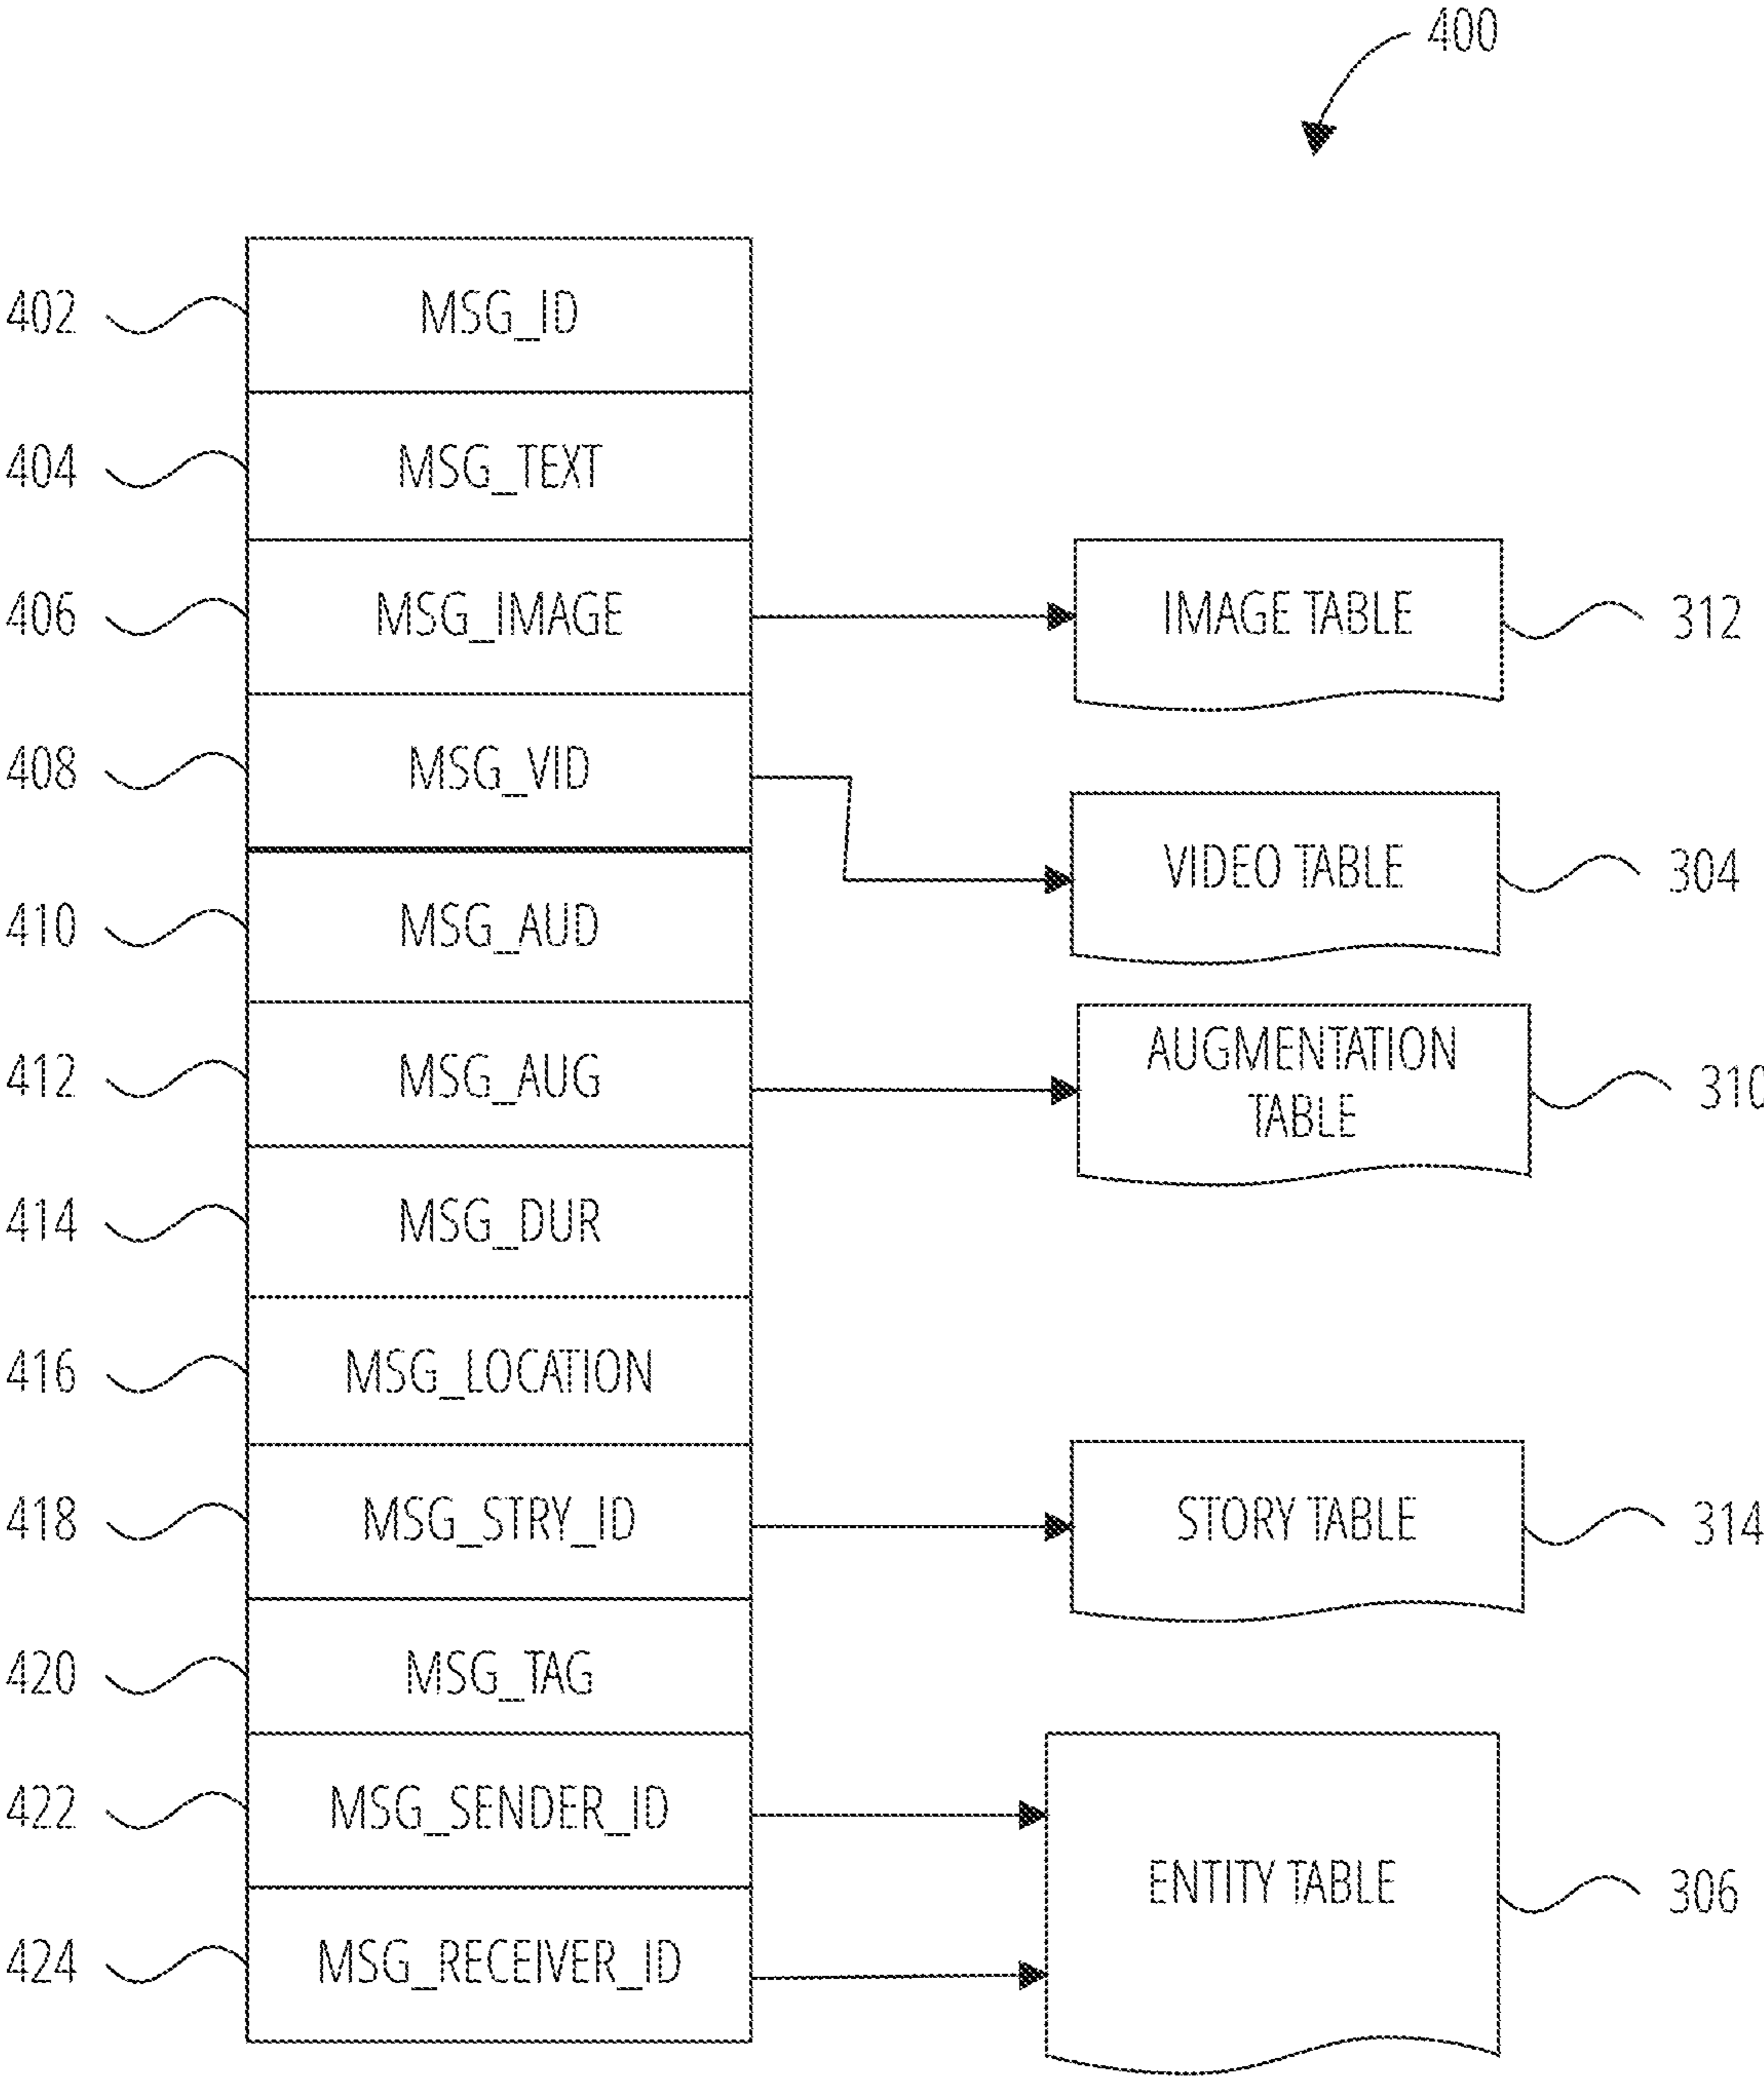 400
402 MSG_ID
404 MSG_TEXT
406 MSG_IMAGE IMAGE TABLE 312
408 MSG_VID
VIDEO TABLE 304
410 MSG_AUD
412 MSG_AUG AUGMENTATION TABLE 310
414 MSG_DUR
416 MSG_LOCATION
418 MSG_STRY_ID STORY TABLE 314
420 MSG_TAG
422 MSG_SENDER_ID
ENTITY TABLE 306
424 MSG_RECEIVER_ID